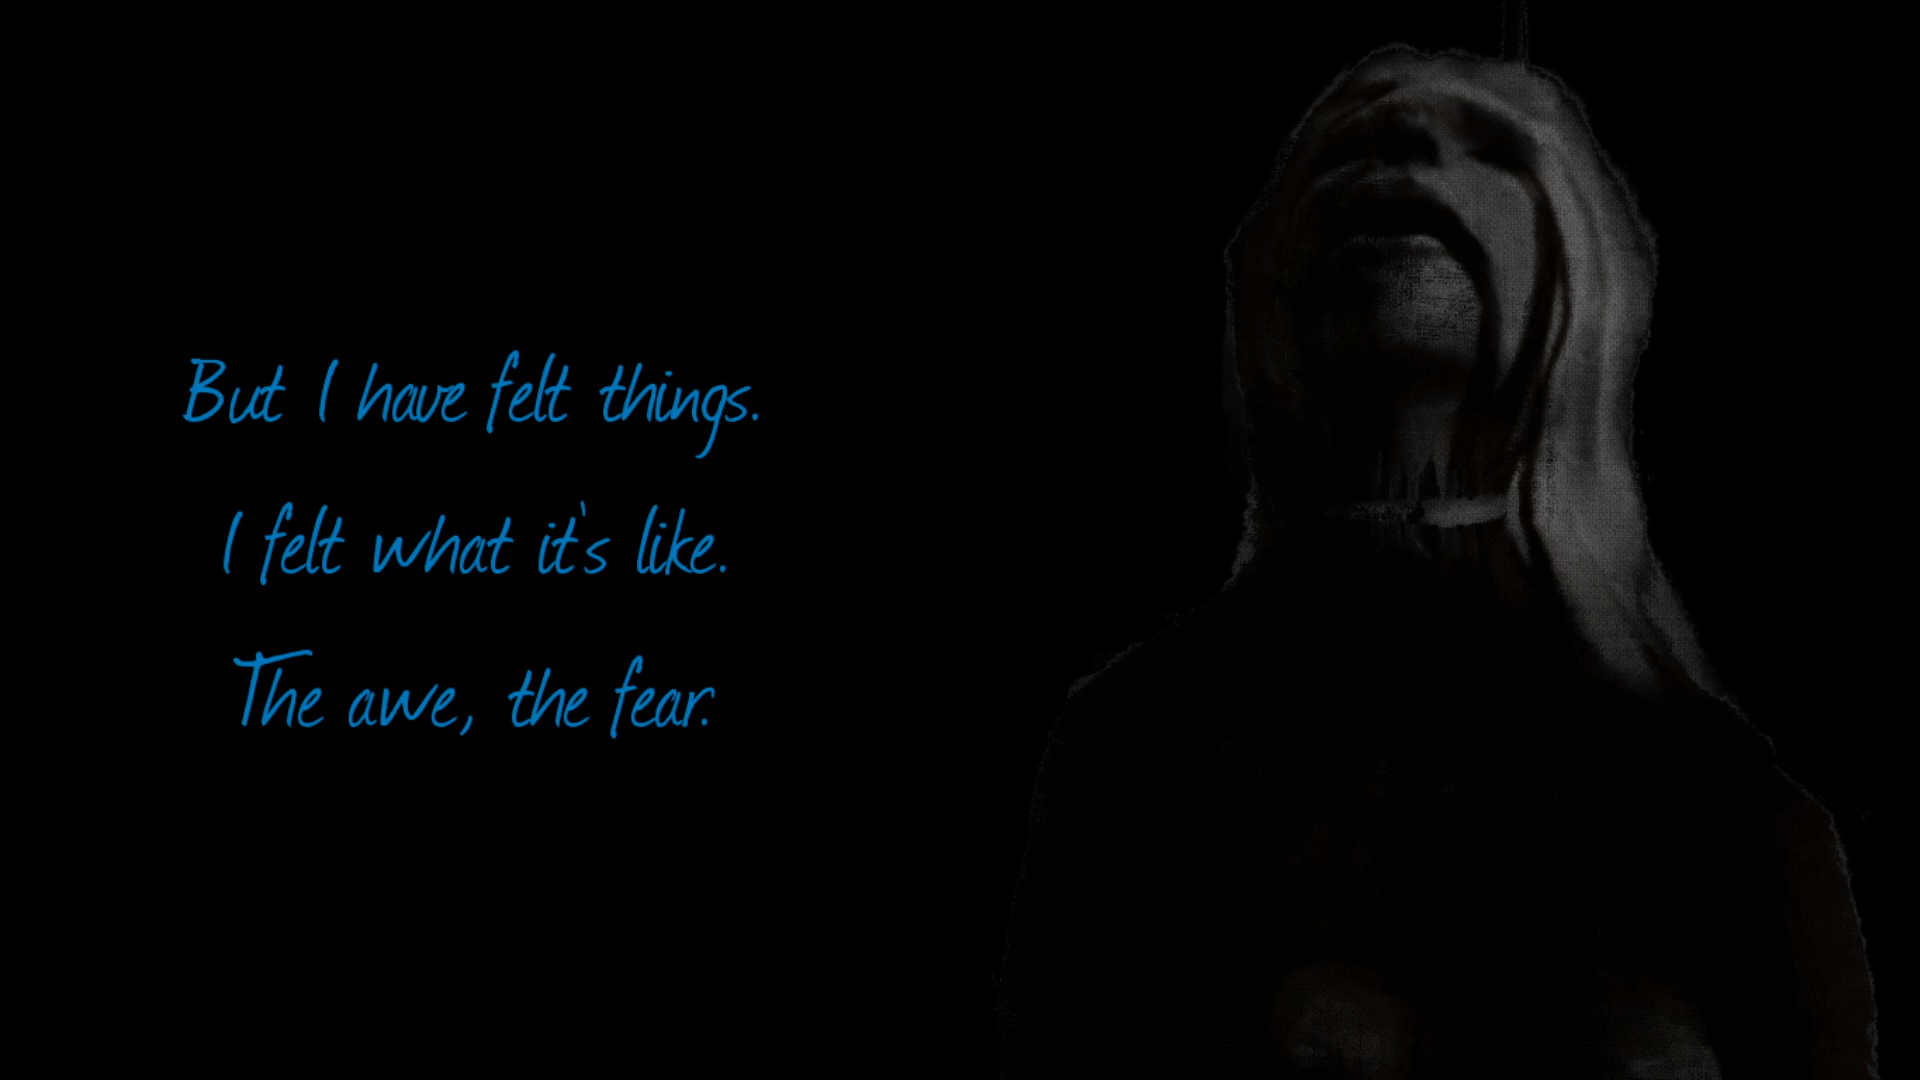 But I have felt things.
I felt what it's like.
The awe, the fear.